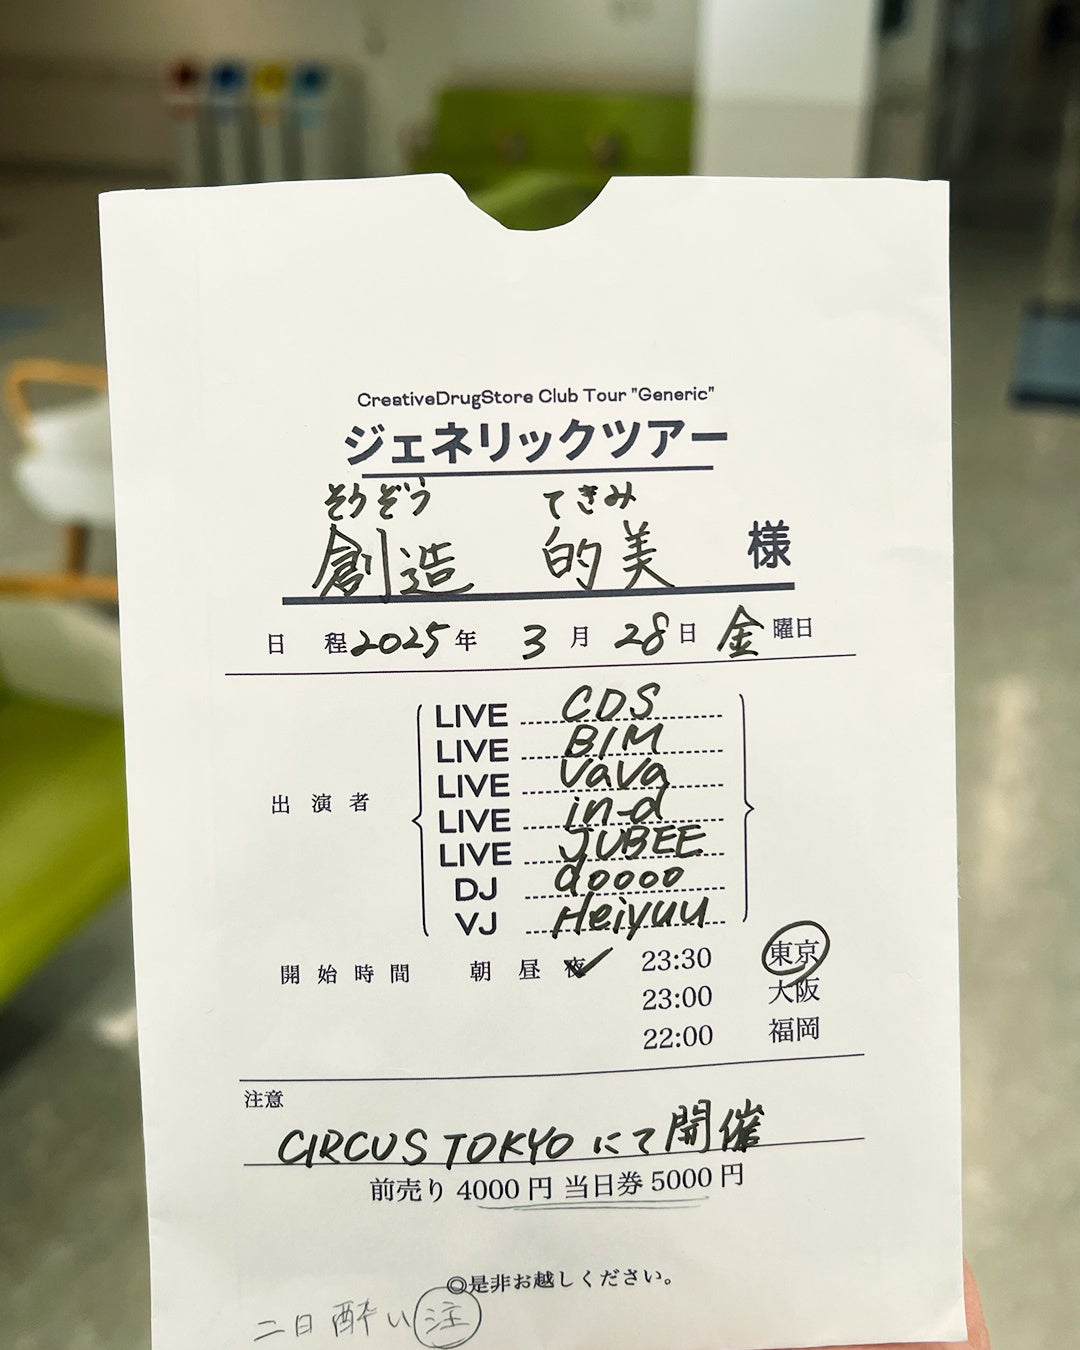 CreativeDrugStore Club Tour "Generic"
ジェネリックツアー
そうぞう てきみ
創造 的美 様
日 程 2025 年 3 月 28 日 金 曜日
出 演 者
LIVE CDS
LIVE BIM
LIVE VaVa
LIVE in-d
LIVE JUBEE
DJ doooo
VJ Heiyuu
開 始 時 間 朝 昼 夜 23:30 東京
23:00 大阪
22:00 福岡
注意
CIRCUS TOKYO にて開催
前売り 4000 円 当日券 5000 円
◎是非お越しください。
二日酔い注